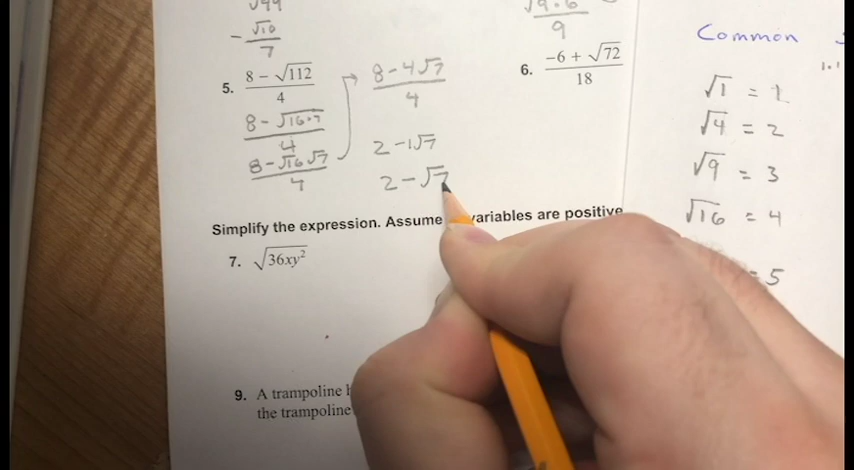 - √10
7
√9·6
9
5. 8 − √112
4
8 - √16·7
4
8 - √16 √7
4
8 - 4√7
4
2 - 1√7
2 - √7
6. −6 + √72
18
Simplify the expression. Assume variables are positive
7. √36xy²
9. A trampoline
the trampoline
Common
√1 = 1
√4 = 2
√9 = 3
√16 = 4
= 5